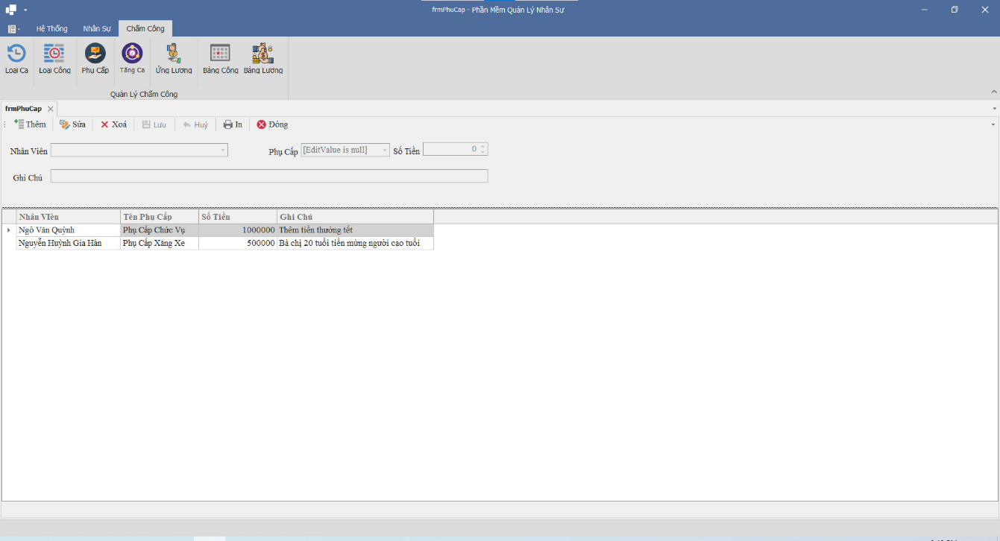 frmPhuCap - Phần Mềm Quản Lý Nhân Sự
Hệ Thống Nhân Sự Chấm Công
Loại Ca Loại Công Phụ Cấp Tăng Ca Ứng Lương Bảng Công Bảng Lương
Quản Lý Chấm Công
frmPhuCap
Thêm Sửa Xoá Lưu Huỷ In Đóng
Nhân Viên Phụ Cấp [EditValue is null] Số Tiền 0
Ghi Chú
Nhân VIên Tên Phụ Cấp Số Tiền Ghi Chú
Ngô Văn Quỳnh Phụ Cấp Chức Vụ 1000000 Thêm tiền thưởng tết
Nguyễn Huỳnh Gia Hân Phụ Cấp Xăng Xe 500000 Bà chị 20 tuổi tiền mừng người cao tuổi